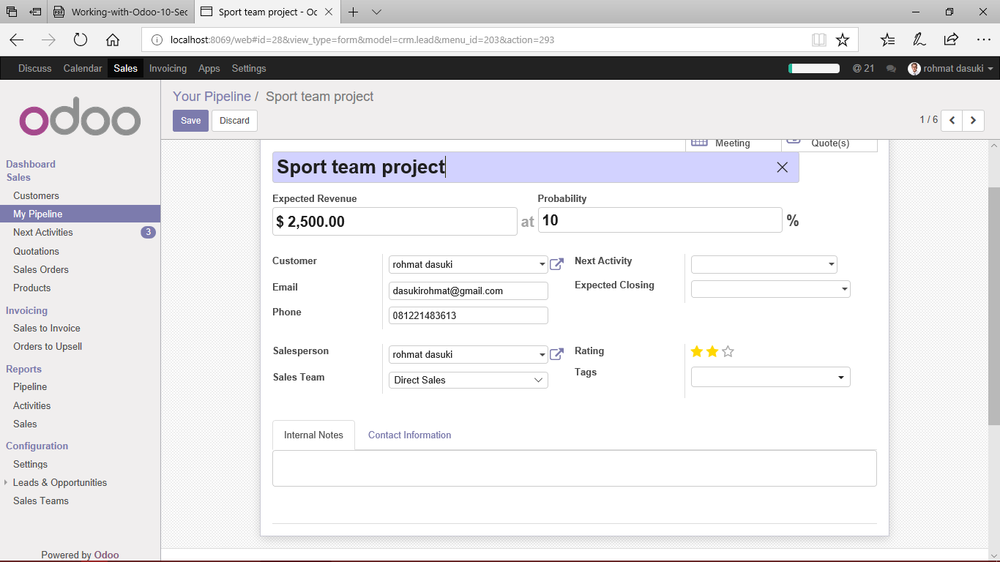 Working-with-Odoo-10-Sec
Sport team project - Oc
localhost:8069/web#id=28&view_type=form&model=crm.lead&menu_id=203&action=293
Discuss Calendar Sales Invoicing Apps Settings @ 21 rohmat dasuki
odoo
Your Pipeline / Sport team project
Save Discard 1 / 6
Meeting Quote(s)
Dashboard
Sales
Customers
My Pipeline
Next Activities 3
Quotations
Sales Orders
Products
Invoicing
Sales to Invoice
Orders to Upsell
Reports
Pipeline
Activities
Sales
Configuration
Settings
Leads & Opportunities
Sales Teams
Powered by Odoo
Sport team project
Expected Revenue Probability
$ 2,500.00 at 10 %
Customer rohmat dasuki Next Activity
Email dasukirohmat@gmail.com Expected Closing
Phone 081221483613
Salesperson rohmat dasuki Rating
Sales Team Direct Sales Tags
Internal Notes Contact Information